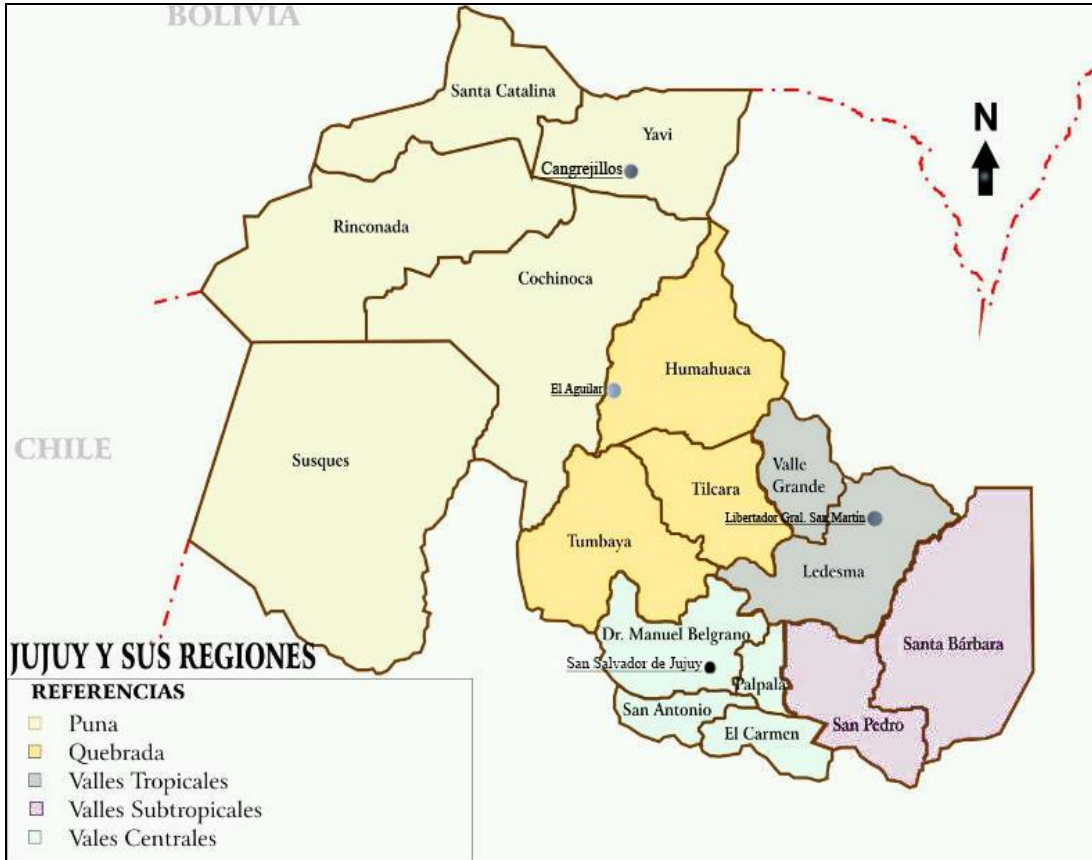 BOLIVIA
Santa Catalina
Yavi
N
Cangrejillos
Rinconada
Cochinoca
Humahuaca
El Aguilar
CHILE
Susques
Valle
Grande
Tilcara
Libertador Gral. San Martín
Tumbaya
Ledesma
Dr. Manuel Belgrano
Santa Bárbara
San Salvador de Jujuy
Palpala
San Antonio
San Pedro
El Carmen
JUJUY Y SUS REGIONES
REFERENCIAS
Puna
Quebrada
Valles Tropicales
Valles Subtropicales
Vales Centrales